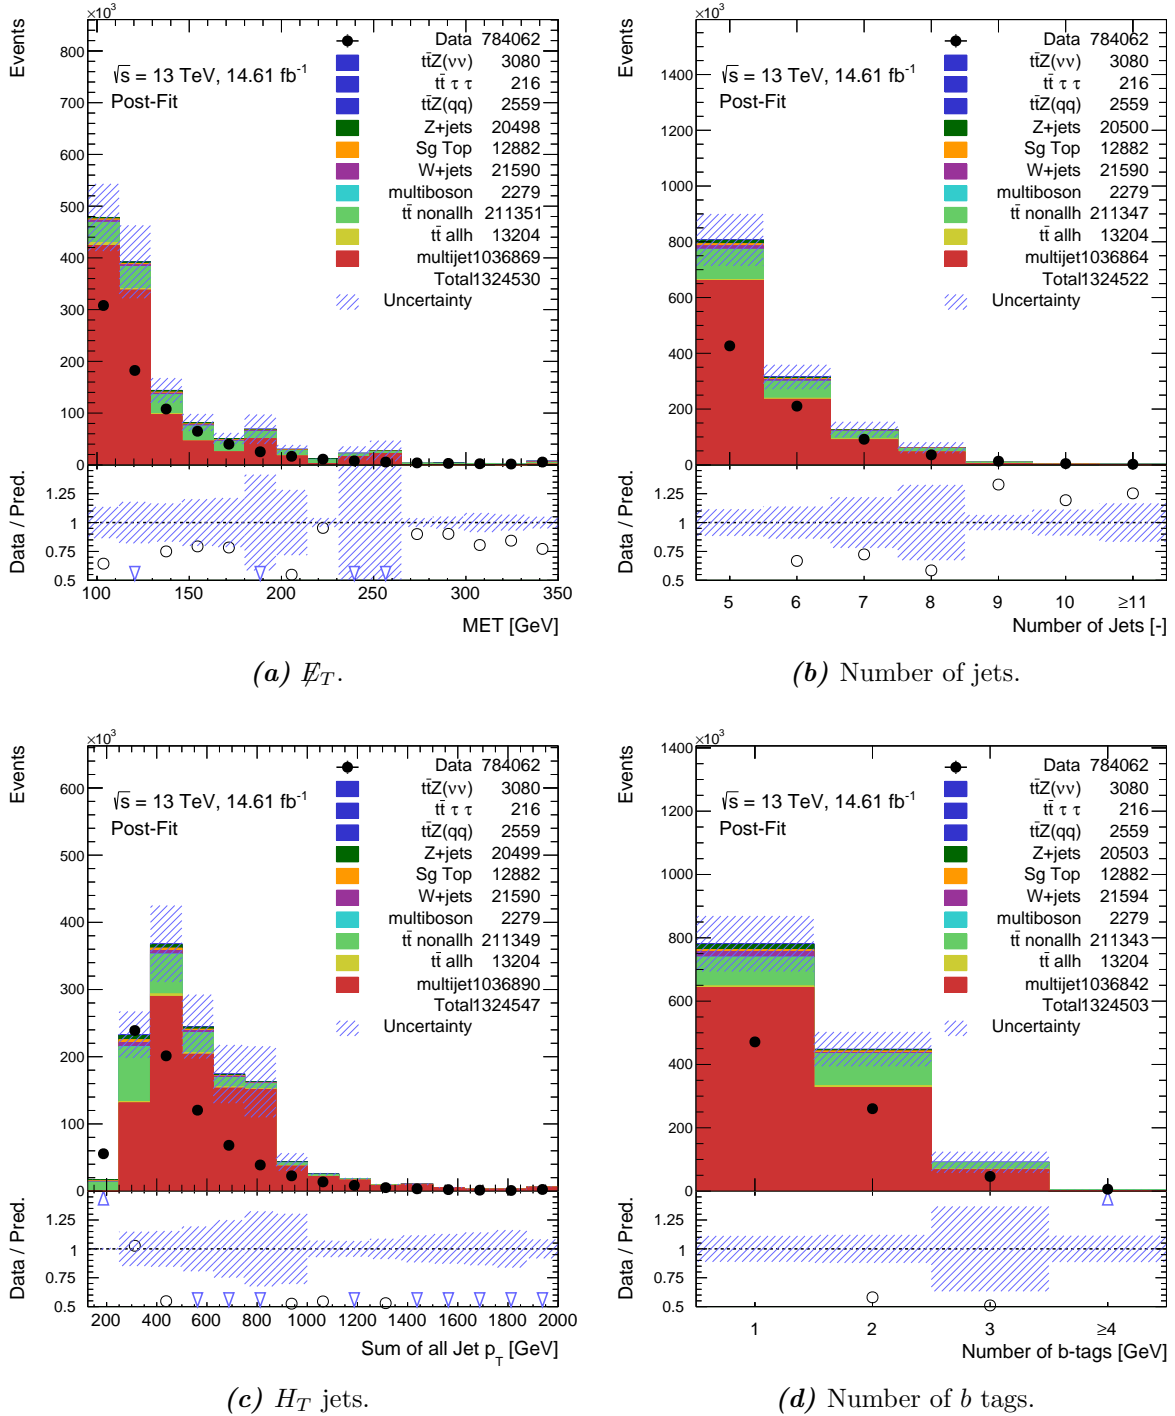 ×10³
Events
800
700
600
500
400
300
200
100
0
√s = 13 TeV, 14.61 fb⁻¹
Post-Fit
Data 784062
tt̄Z(νν) 3080
tt̄ τ τ 216
tt̄Z(qq) 2559
Z+jets 20498
Sg Top 12882
W+jets 21590
multiboson 2279
tt̄ nonallh 211351
tt̄ allh 13204
multijet1036869
Total1324530
Uncertainty
Data / Pred.
1.25
1
0.75
0.5
100 150 200 250 300 350
MET [GeV]
(a) E̸_T.
×10³
Events
1400
1200
1000
800
600
400
200
0
√s = 13 TeV, 14.61 fb⁻¹
Post-Fit
Data 784062
tt̄Z(νν) 3080
tt̄ τ τ 216
tt̄Z(qq) 2559
Z+jets 20500
Sg Top 12882
W+jets 21590
multiboson 2279
tt̄ nonallh 211347
tt̄ allh 13204
multijet1036864
Total1324522
Uncertainty
Data / Pred.
1.25
1
0.75
0.5
5 6 7 8 9 10 ≥11
Number of Jets [-]
(b) Number of jets.
×10³
Events
600
500
400
300
200
100
0
√s = 13 TeV, 14.61 fb⁻¹
Post-Fit
Data 784062
tt̄Z(νν) 3080
tt̄ τ τ 216
tt̄Z(qq) 2559
Z+jets 20499
Sg Top 12882
W+jets 21590
multiboson 2279
tt̄ nonallh 211349
tt̄ allh 13204
multijet1036890
Total1324547
Uncertainty
Data / Pred.
1.25
1
0.75
0.5
200 400 600 800 1000 1200 1400 1600 1800 2000
Sum of all Jet p_T [GeV]
(c) H_T jets.
×10³
Events
1400
1200
1000
800
600
400
200
0
√s = 13 TeV, 14.61 fb⁻¹
Post-Fit
Data 784062
tt̄Z(νν) 3080
tt̄ τ τ 216
tt̄Z(qq) 2559
Z+jets 20503
Sg Top 12882
W+jets 21594
multiboson 2279
tt̄ nonallh 211343
tt̄ allh 13204
multijet1036842
Total1324503
Uncertainty
Data / Pred.
1.25
1
0.75
0.5
1 2 3 ≥4
Number of b-tags [GeV]
(d) Number of b tags.